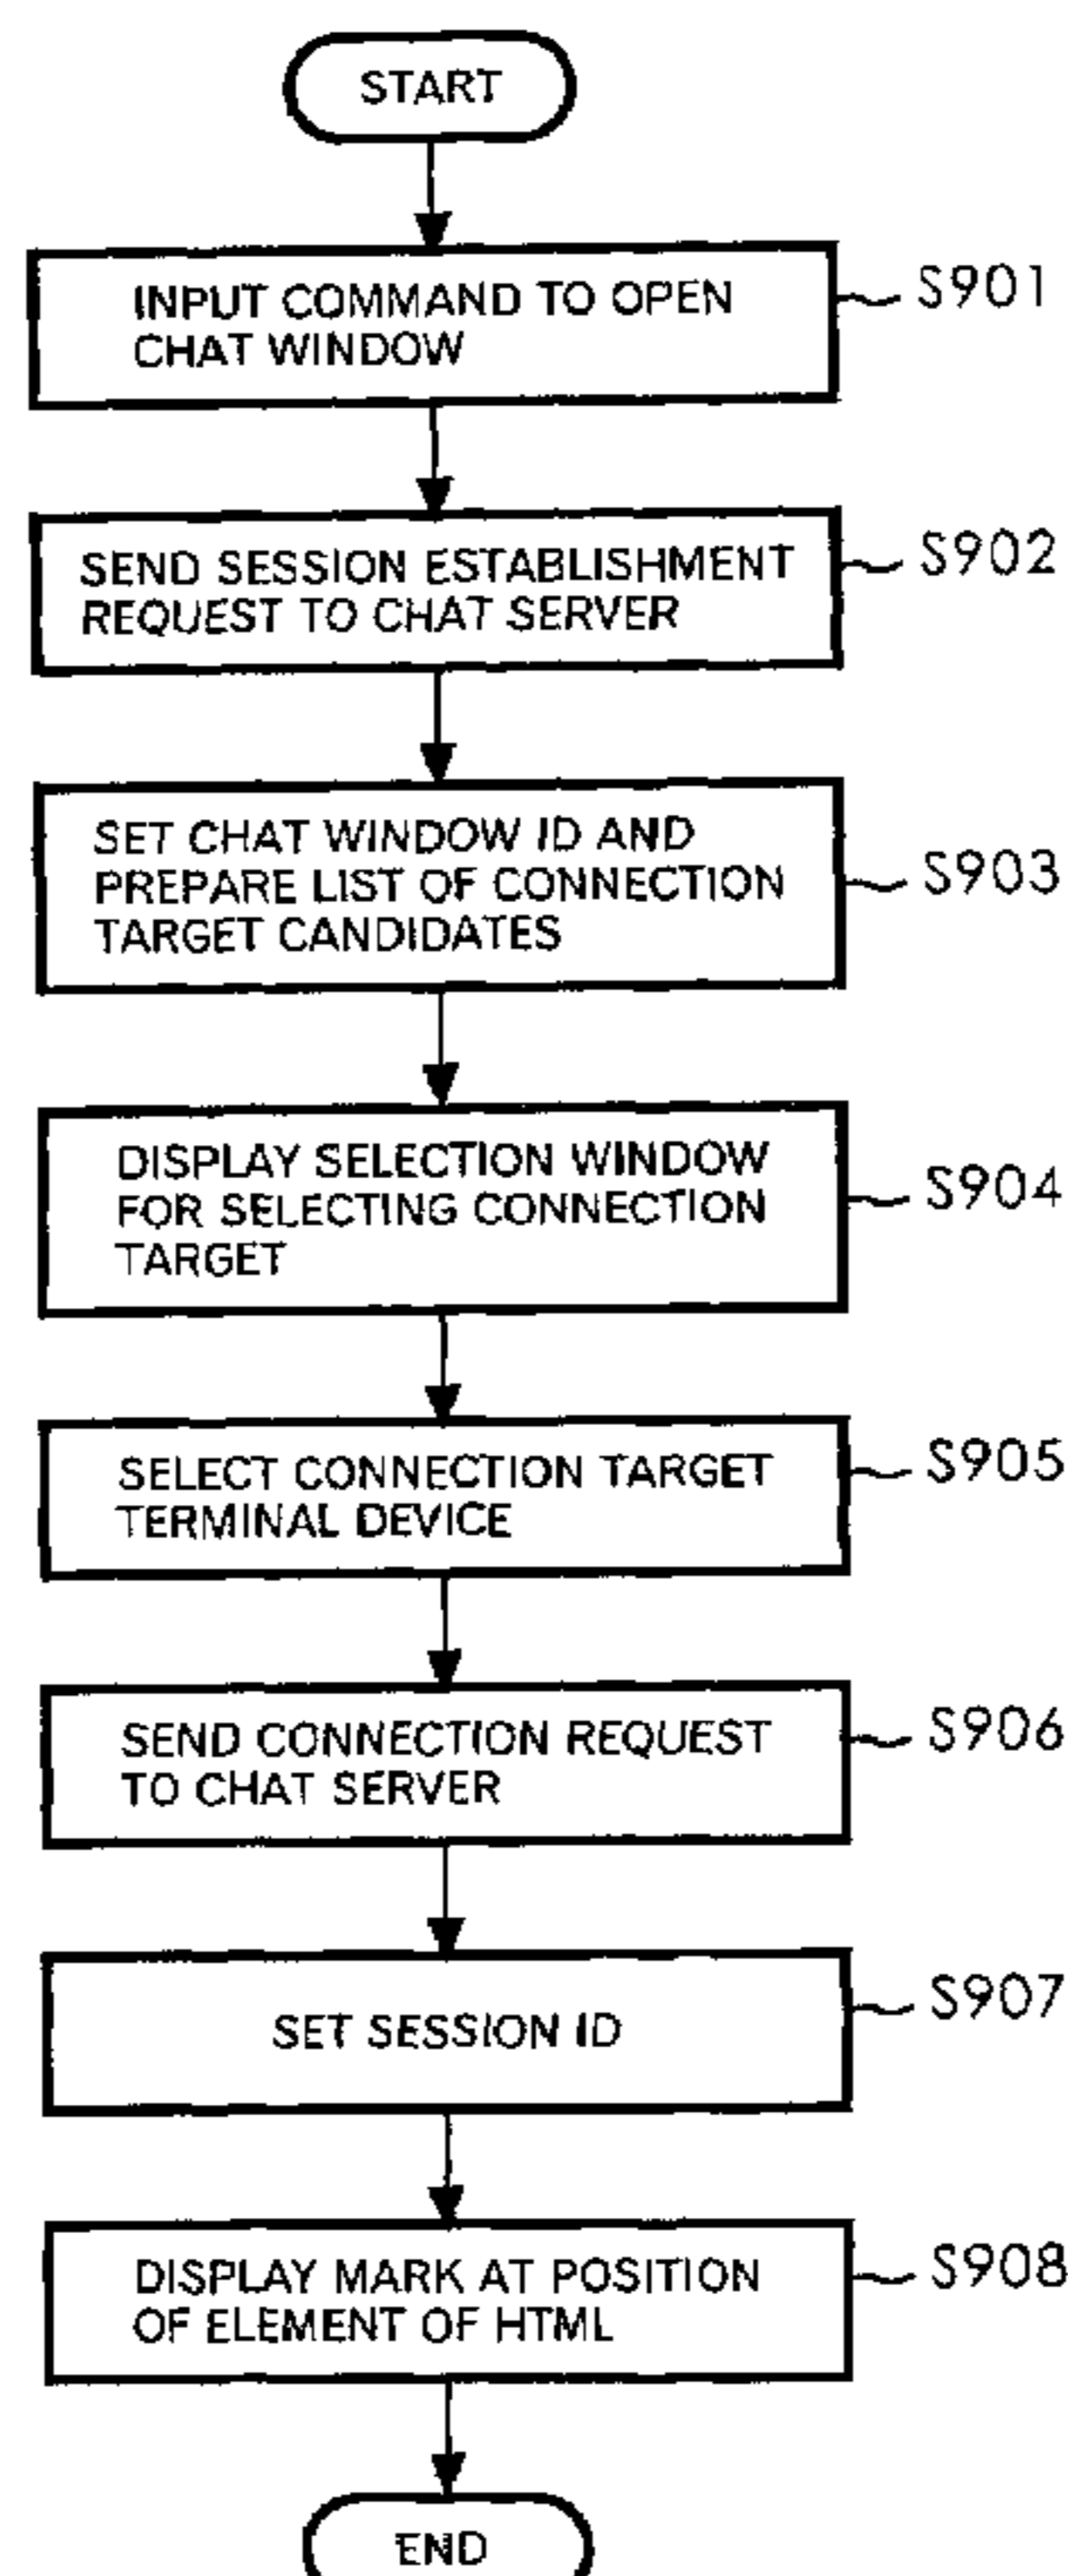 START
INPUT COMMAND TO OPEN
CHAT WINDOW
S901
SEND SESSION ESTABLISHMENT
REQUEST TO CHAT SERVER
S902
SET CHAT WINDOW ID AND
PREPARE LIST OF CONNECTION
TARGET CANDIDATES
S903
DISPLAY SELECTION WINDOW
FOR SELECTING CONNECTION
TARGET
S904
SELECT CONNECTION TARGET
TERMINAL DEVICE
S905
SEND CONNECTION REQUEST
TO CHAT SERVER
S906
SET SESSION ID
S907
DISPLAY MARK AT POSITION
OF ELEMENT OF HTML
S908
END